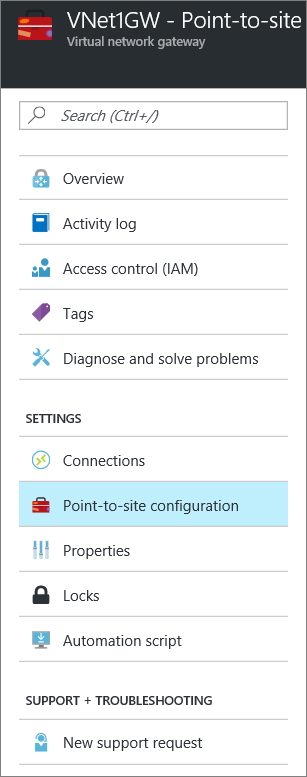 VNet1GW - Point-to-site
Virtual network gateway
Search (Ctrl+/)
Overview
Activity log
Access control (IAM)
Tags
Diagnose and solve problems
SETTINGS
Connections
Point-to-site configuration
Properties
Locks
Automation script
SUPPORT + TROUBLESHOOTING
New support request